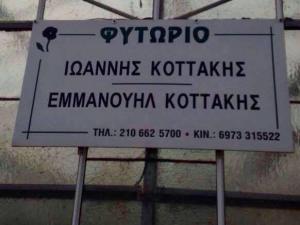 ΦΥΤΩΡΙΟ
ΙΩΑΝΝΗΣ ΚΟΤΤΑΚΗΣ
ΕΜΜΑΝΟΥΗΛ ΚΟΤΤΑΚΗΣ
ΤΗΛ.: 210 662 5700 • ΚΙΝ.: 6973 315522